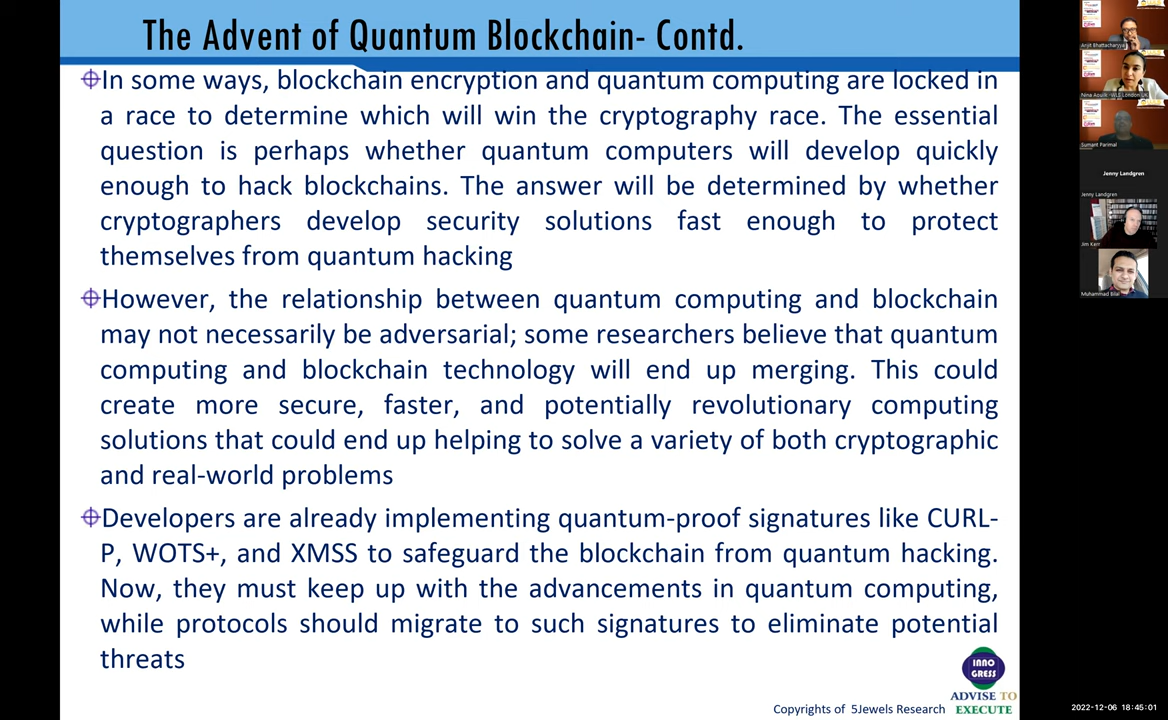 The Advent of Quantum Blockchain- Contd.
In some ways, blockchain encryption and quantum computing are locked in
a race to determine which will win the cryptography race. The essential
question is perhaps whether quantum computers will develop quickly
enough to hack blockchains. The answer will be determined by whether
cryptographers develop security solutions fast enough to protect
themselves from quantum hacking
However, the relationship between quantum computing and blockchain
may not necessarily be adversarial; some researchers believe that quantum
computing and blockchain technology will end up merging. This could
create more secure, faster, and potentially revolutionary computing
solutions that could end up helping to solve a variety of both cryptographic
and real-world problems
Developers are already implementing quantum-proof signatures like CURL-
P, WOTS+, and XMSS to safeguard the blockchain from quantum hacking.
Now, they must keep up with the advancements in quantum computing,
while protocols should migrate to such signatures to eliminate potential
threats
INNO
GRESS
ADVISE TO
EXECUTE
Copyrights of 5Jewels Research
Sumant Parimal
Jenny Landgren
Jenny Landgren
Jim Kerr
Muhammad Bilal
2022-12-06 18:45:01